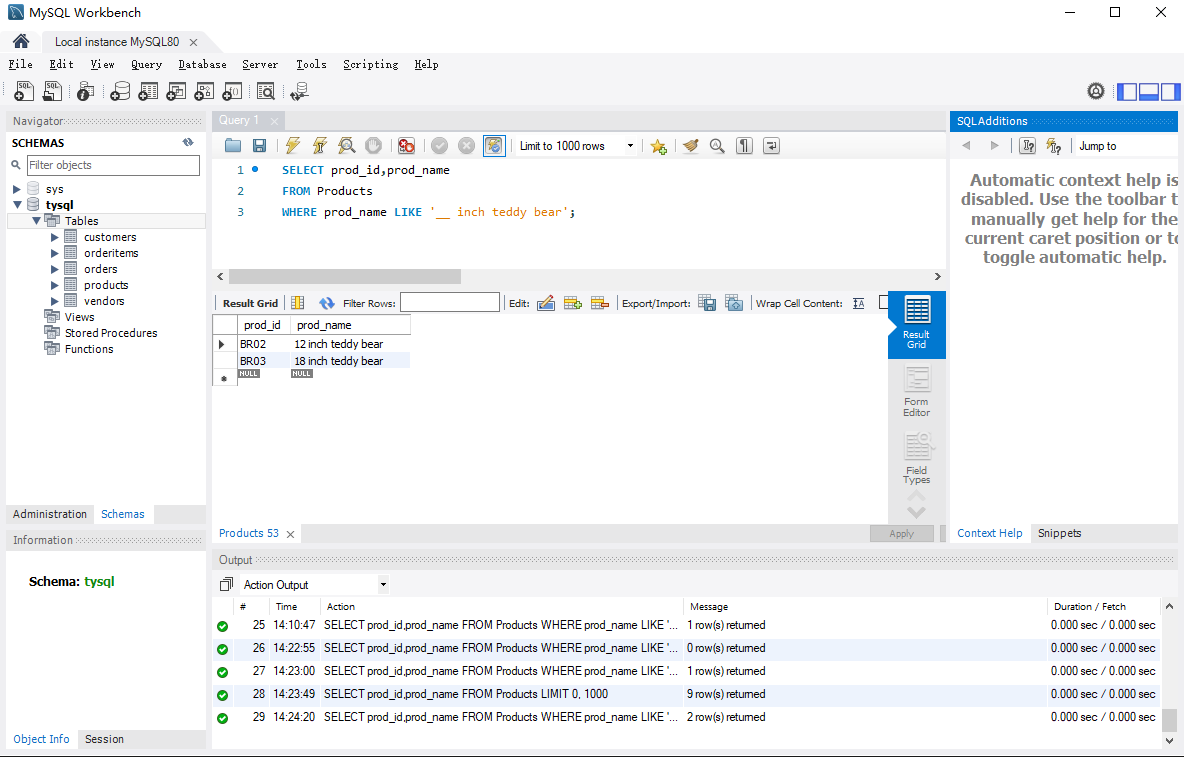 MySQL Workbench
Local instance MySQL80
File Edit View Query Database Server Tools Scripting Help
Navigator
SCHEMAS
Filter objects
sys
tysql
Tables
customers
orderitems
orders
products
vendors
Views
Stored Procedures
Functions
Administration Schemas
Information
Schema: tysql
Object Info Session
Query 1
Limit to 1000 rows
1 SELECT prod_id,prod_name
2 FROM Products
3 WHERE prod_name LIKE '__ inch teddy bear';
Result Grid Filter Rows: Edit: Export/Import: Wrap Cell Content:
prod_id prod_name
BR02 12 inch teddy bear
BR03 18 inch teddy bear
NULL NULL
Result
Grid
Form
Editor
Field
Types
Products 53 Apply
SQLAdditions
Jump to
Automatic context help is
disabled. Use the toolbar t
manually get help for the
current caret position or to
toggle automatic help.
Context Help Snippets
Output
Action Output
# Time Action Message Duration / Fetch
25 14:10:47 SELECT prod_id,prod_name FROM Products WHERE prod_name LIKE '... 1 row(s) returned 0.000 sec / 0.000 sec
26 14:22:55 SELECT prod_id,prod_name FROM Products WHERE prod_name LIKE '... 0 row(s) returned 0.000 sec / 0.000 sec
27 14:23:00 SELECT prod_id,prod_name FROM Products WHERE prod_name LIKE '... 1 row(s) returned 0.000 sec / 0.000 sec
28 14:23:49 SELECT prod_id,prod_name FROM Products LIMIT 0, 1000 9 row(s) returned 0.000 sec / 0.000 sec
29 14:24:20 SELECT prod_id,prod_name FROM Products WHERE prod_name LIKE '... 2 row(s) returned 0.000 sec / 0.000 sec